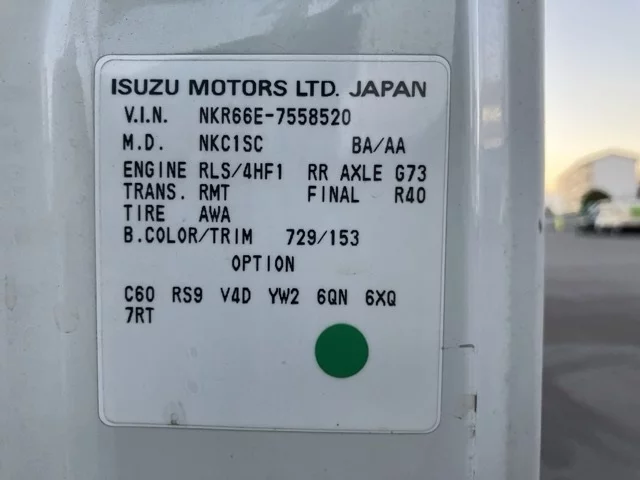 ISUZU MOTORS LTD. JAPAN
V.I.N. NKR66E-7558520
M.D. NKC1SC BA/AA
ENGINE RLS/4HF1 RR AXLE G73
TRANS. RMT FINAL R40
TIRE AWA
B.COLOR/TRIM 729/153
OPTION
C60 RS9 V4D YW2 6QN 6XQ
7RT